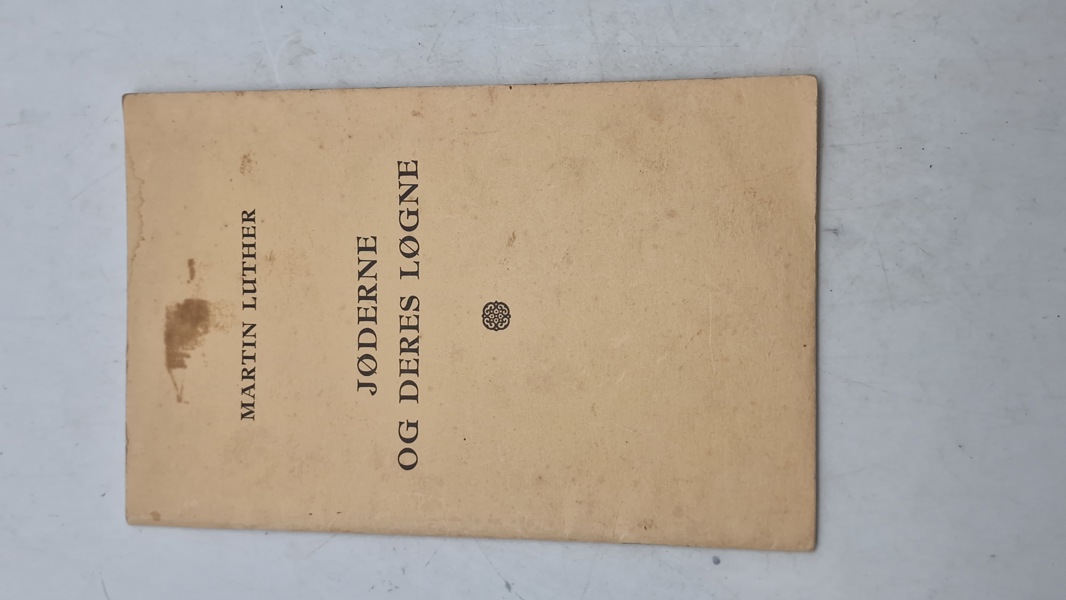 MARTIN LUTHER
JØDERNE
OG DERES LØGNE